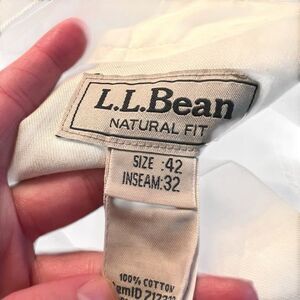 L.L.Bean
NATURAL FIT
SIZE :42
INSEAM:32
100% COTTON